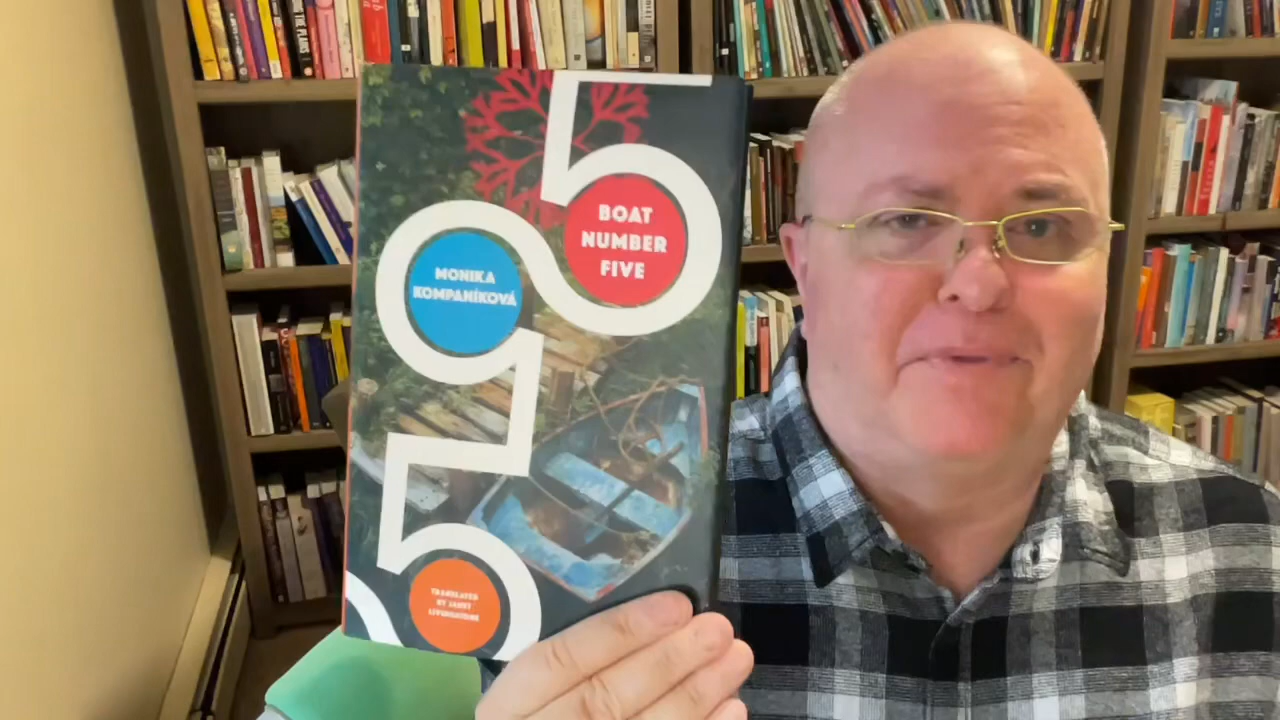 BOAT
NUMBER
FIVE
MONIKA
KOMPANÍKOVÁ
TRANSLATED
BY JANET
LIVINGSTONE